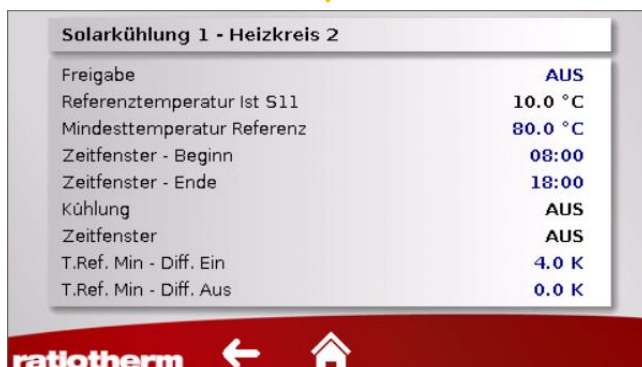 Solarkühlung 1 - Heizkreis 2
Freigabe AUS
Referenztemperatur Ist S11 10.0 °C
Mindesttemperatur Referenz 80.0 °C
Zeitfenster - Beginn 08:00
Zeitfenster - Ende 18:00
Kühlung AUS
Zeitfenster AUS
T.Ref. Min - Diff. Ein 4.0 K
T.Ref. Min - Diff. Aus 0.0 K
ratiotherm